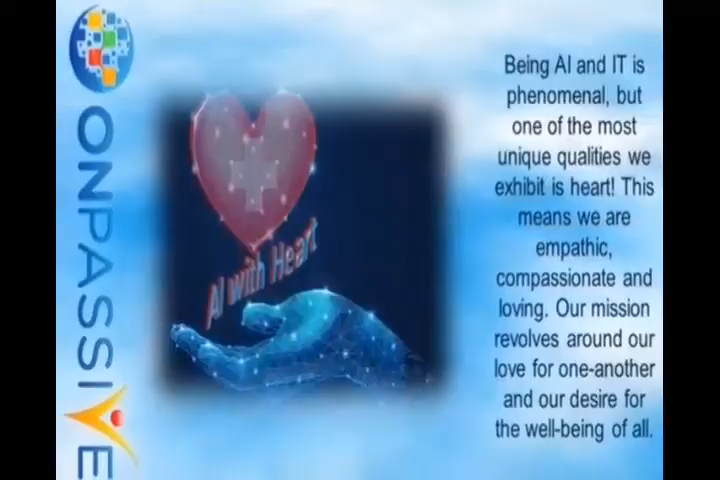 ONPASSIVE
AI with Heart
Being AI and IT is
phenomenal, but
one of the most
unique qualities we
exhibit is heart! This
means we are
empathic,
compassionate and
loving. Our mission
revolves around our
love for one-another
and our desire for
the well-being of all.